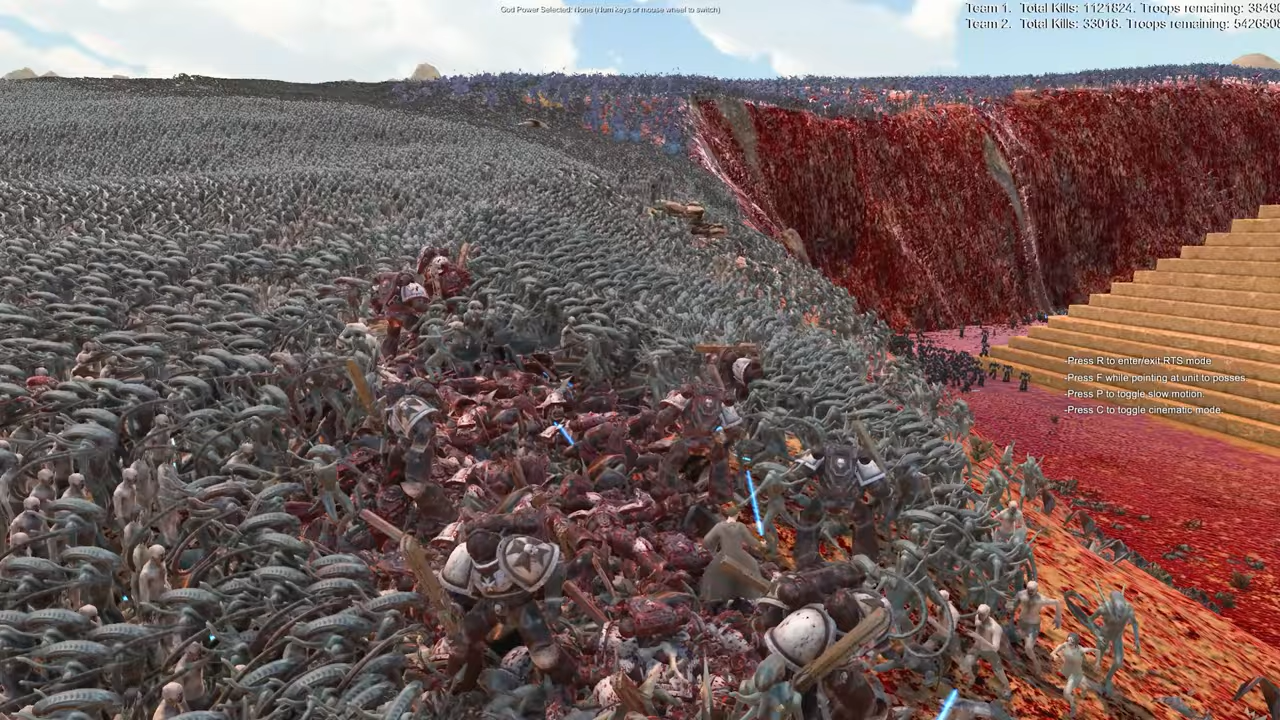 God Power Selected: None (Num keys or mouse wheel to switch)
Team 1. Total Kills: 1121824. Troops remaining: 3849
Team 2. Total Kills: 33018. Troops remaining: 542650
-Press R to enter/exit RTS mode
-Press F while pointing at unit to posses
-Press P to toggle slow motion.
-Press C to toggle cinematic mode